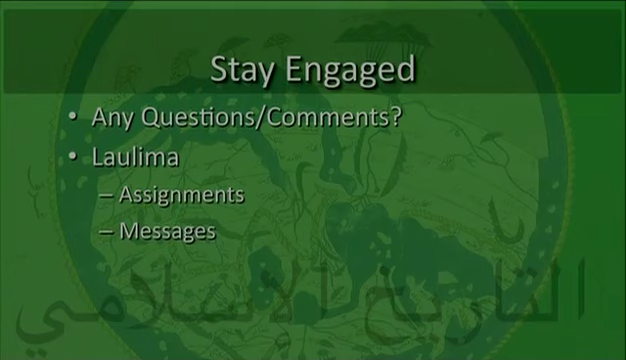 Stay Engaged
• Any Questions/Comments?
• Laulima
– Assignments
– Messages
التاريخ الاسلامي